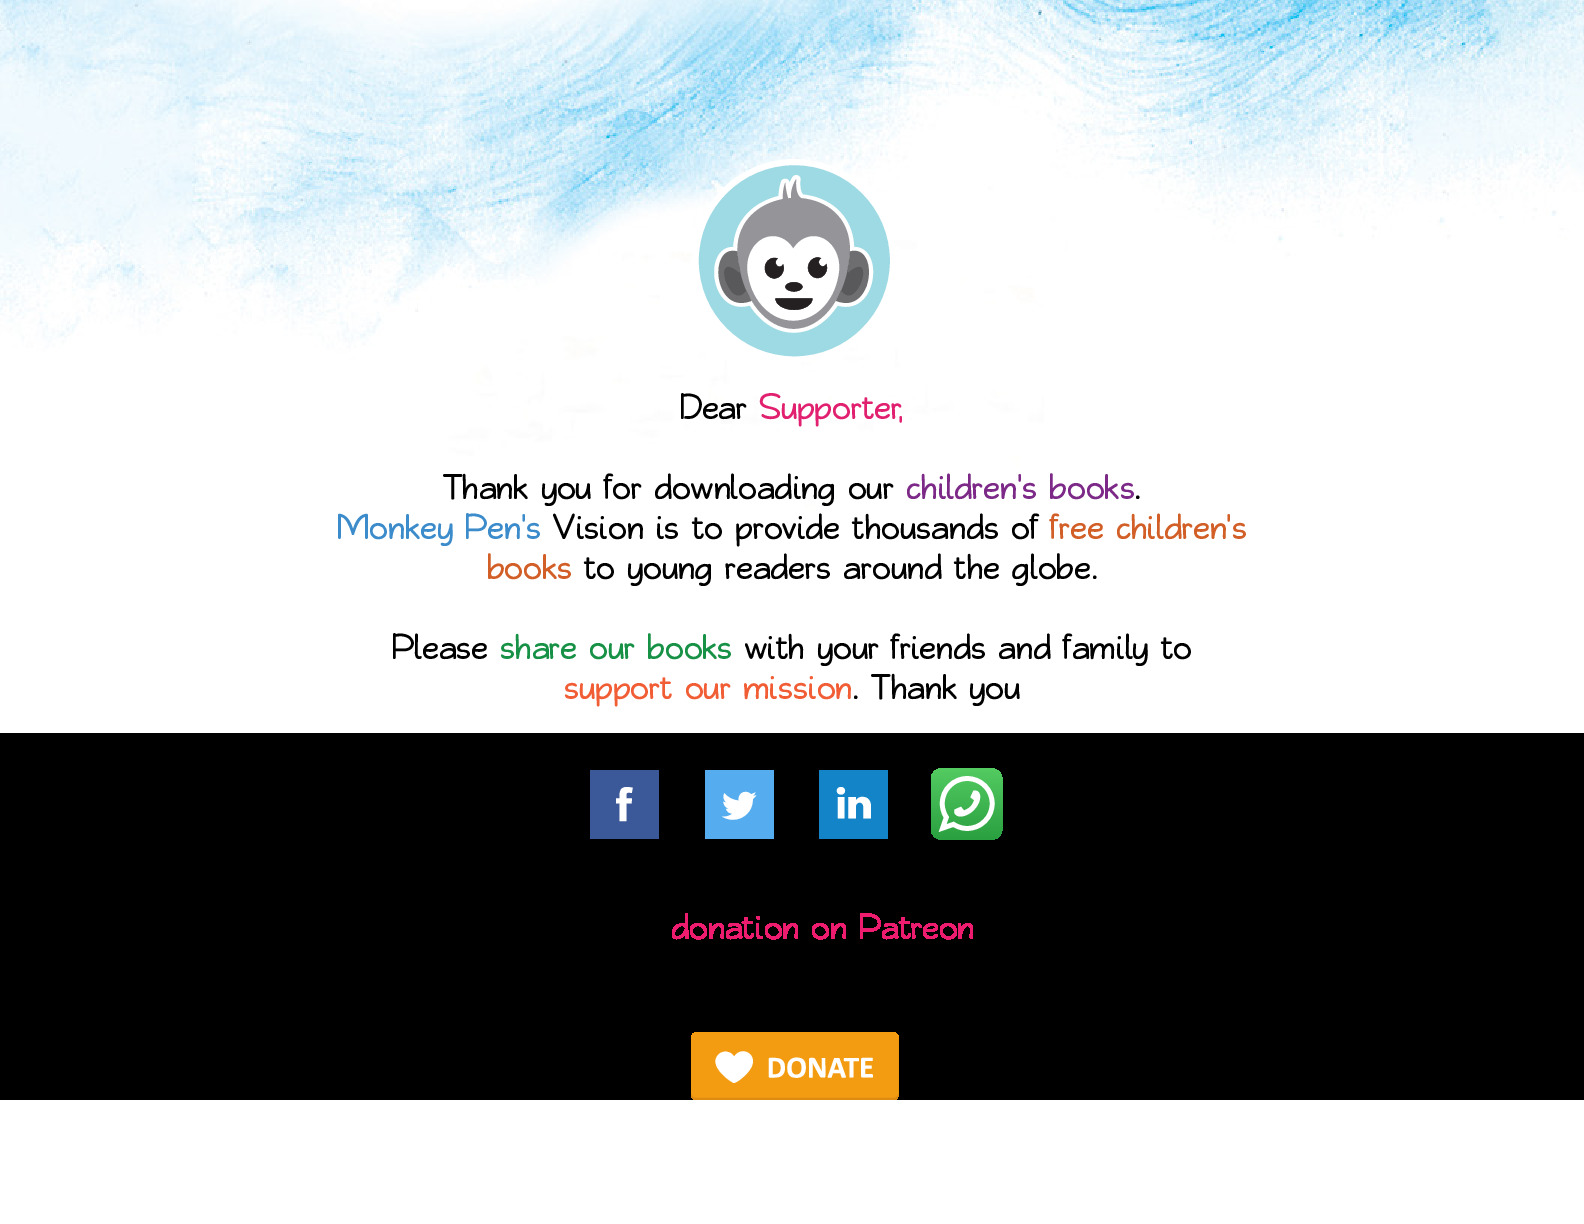 Dear Supporter,
Thank you for downloading our children's books.
Monkey Pen's Vision is to provide thousands of free children's
books to young readers around the globe.
Please share our books with your friends and family to
support our mission. Thank you
f
in
donation on Patreon
DONATE